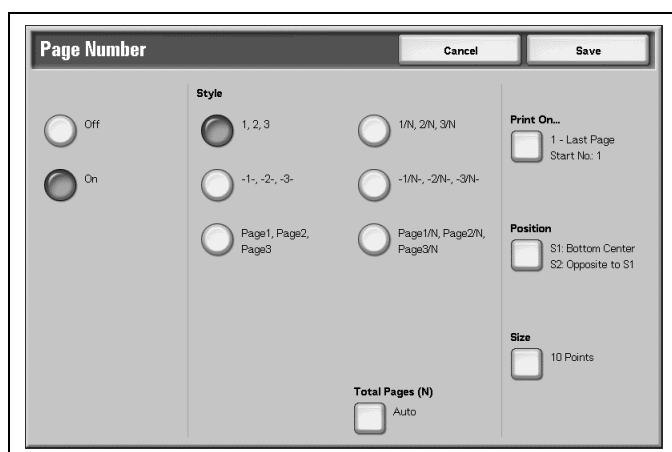 Page Number
Cancel
Save
Off
On
Style
1, 2, 3
1/N, 2/N, 3/N
-1-, -2-, -3-
-1/N-, -2/N-, -3/N-
Page1, Page2,
Page3
Page1/N, Page2/N,
Page3/N
Total Pages (N)
Auto
Print On...
1 - Last Page
Start No.: 1
Position
S1: Bottom Center
S2: Opposite to S1
Size
10 Points